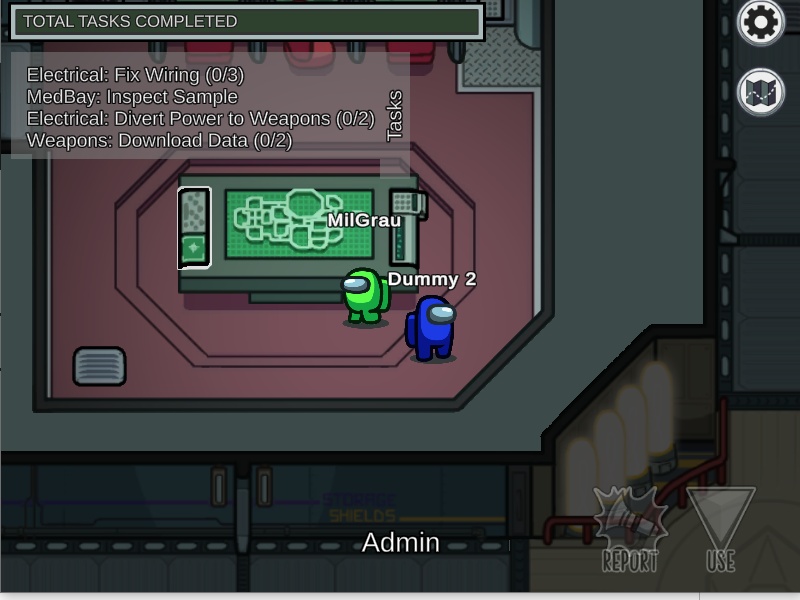 TOTAL TASKS COMPLETED
Electrical: Fix Wiring (0/3)
MedBay: Inspect Sample
Electrical: Divert Power to Weapons (0/2)
Weapons: Download Data (0/2)
Tasks
MilGrau
Dummy 2
STORAGE
SHIELDS
Admin
REPORT
USE